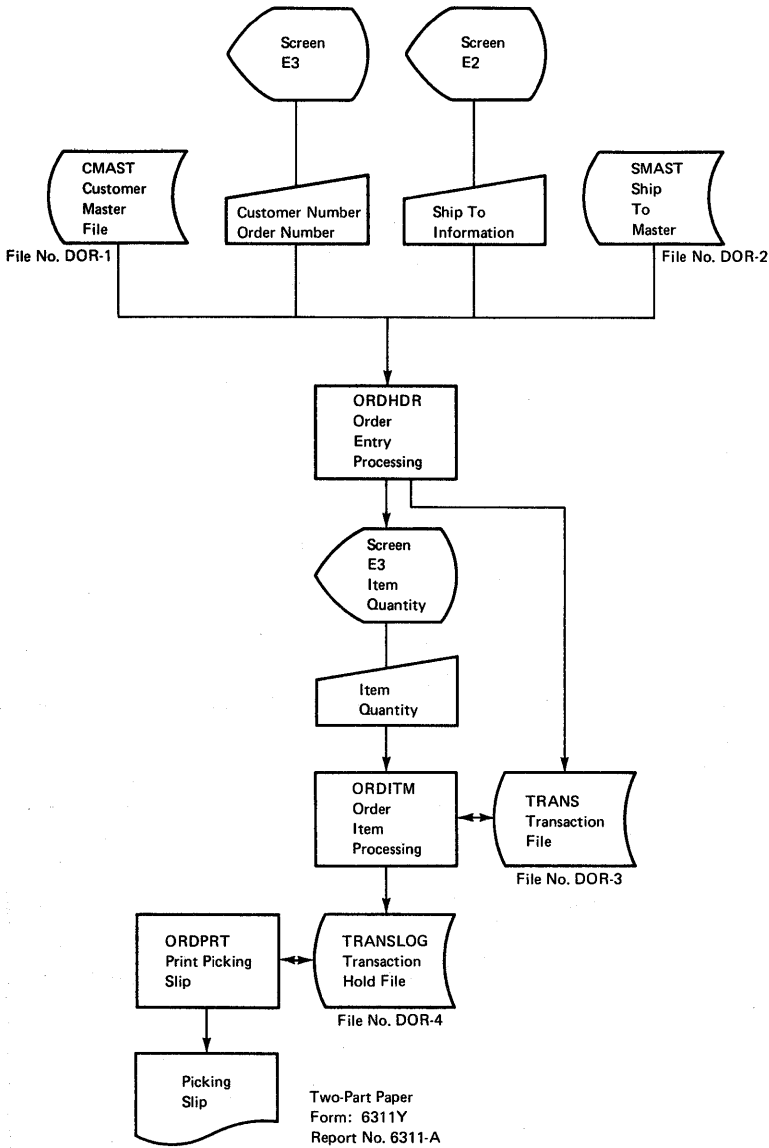 Screen
E3
Screen
E2
CMAST
Customer
Master
File
File No. DOR-1
Customer Number
Order Number
Ship To
Information
SMAST
Ship
To
Master
File No. DOR-2
ORDHDR
Order
Entry
Processing
Screen
E3
Item
Quantity
Item
Quantity
ORDITM
Order
Item
Processing
TRANS
Transaction
File
File No. DOR-3
ORDPRT
Print Picking
Slip
TRANSLOG
Transaction
Hold File
File No. DOR-4
Picking
Slip
Two-Part Paper
Form: 6311Y
Report No. 6311-A